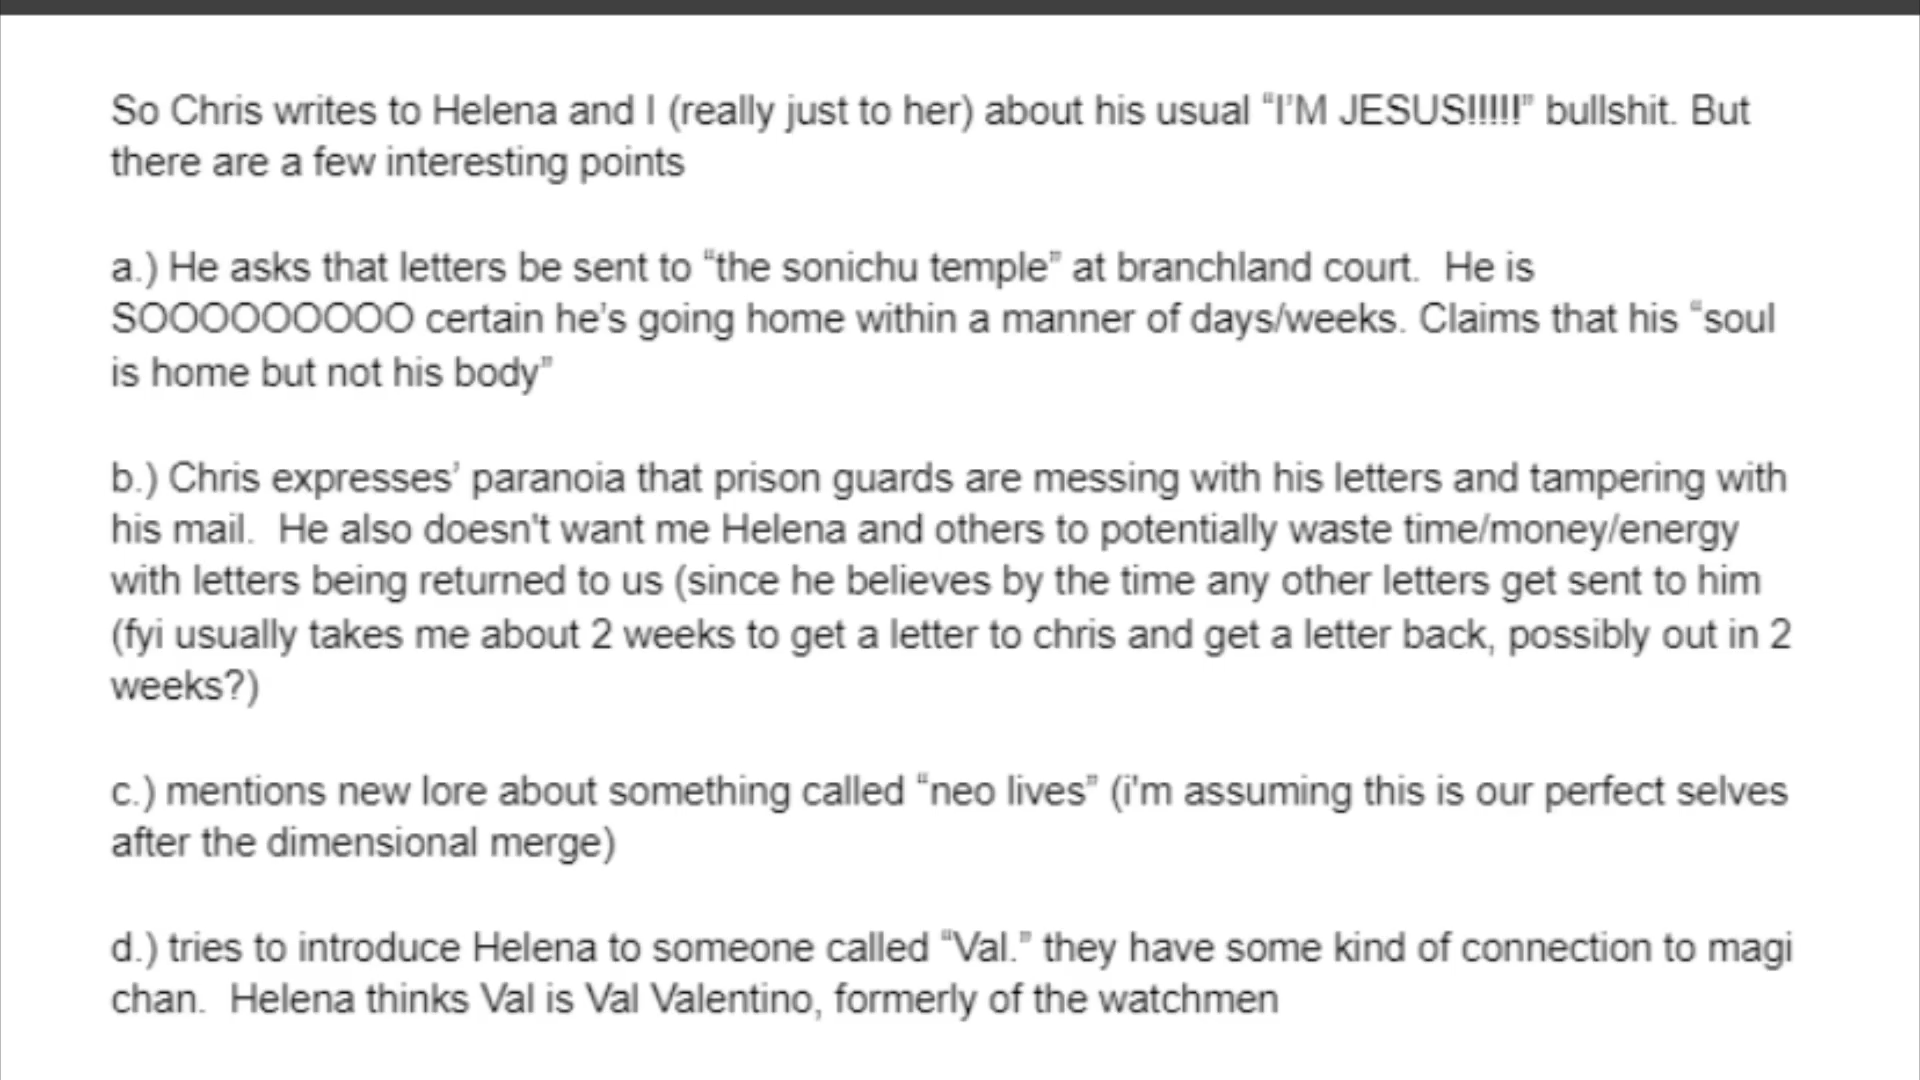 So Chris writes to Helena and I (really just to her) about his usual “I’M JESUS!!!!!” bullshit. But
there are a few interesting points
a.) He asks that letters be sent to “the sonichu temple” at branchland court.  He is
SOOOOOOOOO certain he's going home within a manner of days/weeks. Claims that his “soul
is home but not his body”
b.) Chris expresses’ paranoia that prison guards are messing with his letters and tampering with
his mail.  He also doesn't want me Helena and others to potentially waste time/money/energy
with letters being returned to us (since he believes by the time any other letters get sent to him
(fyi usually takes me about 2 weeks to get a letter to chris and get a letter back, possibly out in 2
weeks?)
c.) mentions new lore about something called “neo lives” (i'm assuming this is our perfect selves
after the dimensional merge)
d.) tries to introduce Helena to someone called “Val.” they have some kind of connection to magi
chan.  Helena thinks Val is Val Valentino, formerly of the watchmen